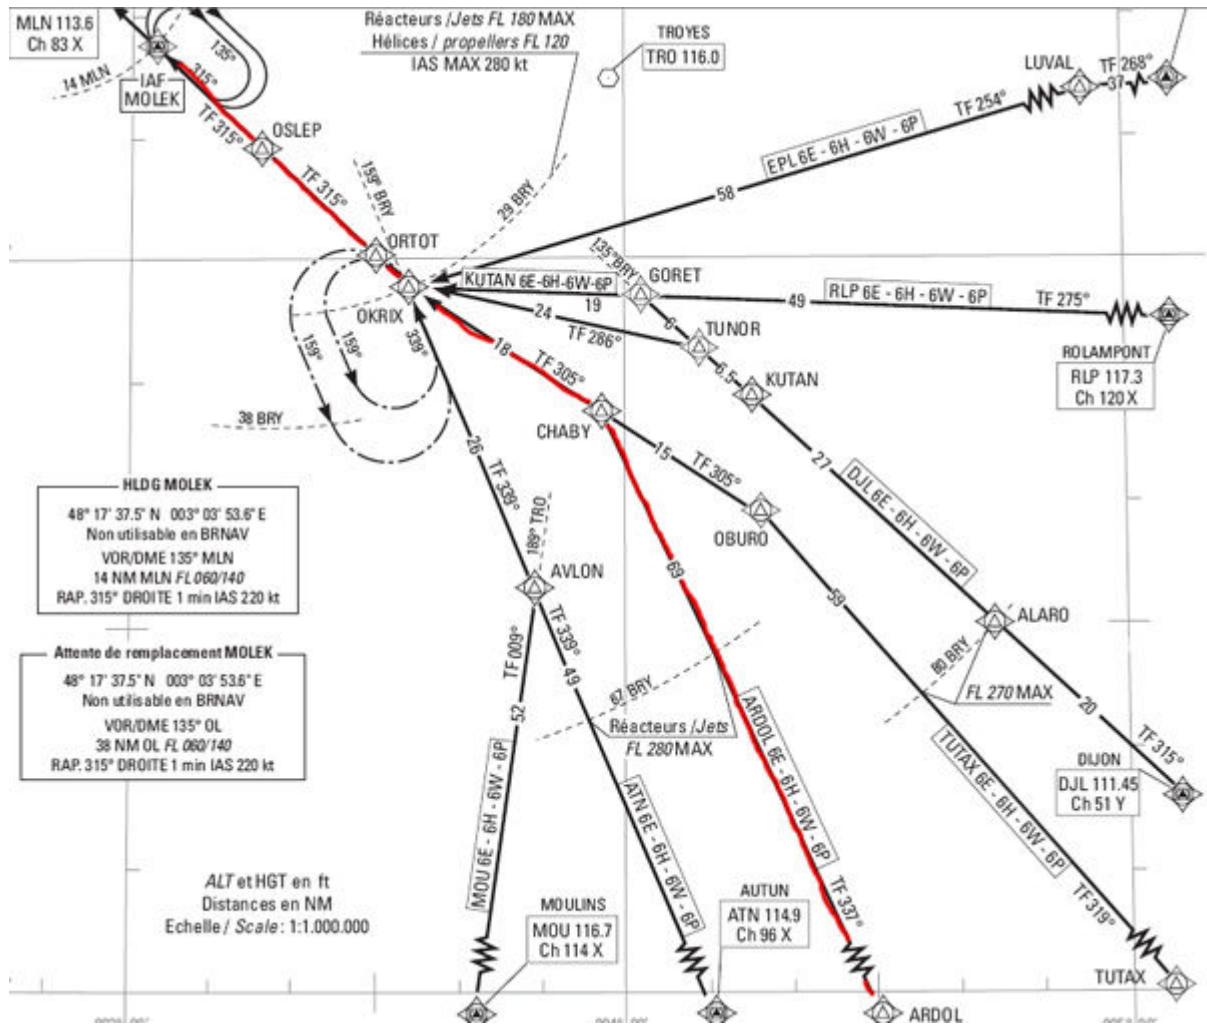 MLN 113.6
Ch 83 X
14 MLN
IAF
MOLEK
135°
315°
TF 315°
OSLEP
TF 315°
Réacteurs / Jets FL 180 MAX
Hélices / propellers FL 120
IAS MAX 280 kt
TROYES
TRO 116.0
LUVAL
TF 268°
37
TF 254°
EPL 6E - 6H - 6W - 6P
58
159° BRY
29 BRY
ORTOT
OKRIX
135° BRY
GORET
KUTAN 6E-6H-6W-6P
19
49
RLP 6E - 6H - 6W - 6P
TF 275°
ROLAMPONT
RLP 117.3
Ch 120 X
24
TF 286°
6
TUNOR
6,5
KUTAN
18
TF 305°
CHABY
159°
159°
339°
38 BRY
26
TF 339°
15
TF 305°
OBURO
27
DJL 6E - 6H - 6W - 6P
HLDG MOLEK
48° 17' 37.5" N 003° 03' 53.6" E
Non utilisable en BRNAV
VOR/DME 135° MLN
14 NM MLN FL 060/140
RAP. 315° DROITE 1 min IAS 220 kt
189° TRO
AVLON
69
59
ALARO
80 BRY
FL 270 MAX
20
TF 315°
DIJON
DJL 111.45
Ch 51 Y
Attente de remplacement MOLEK
48° 17' 37.5" N 003° 03' 53.6" E
Non utilisable en BRNAV
VOR/DME 135° OL
38 NM OL FL 060/140
RAP. 315° DROITE 1 min IAS 220 kt
TF 009°
52
MOU 6E - 6H - 6W - 6P
TF 339°
49
67 BRY
Réacteurs / Jets
FL 280 MAX
ATN 6E - 6H - 6W - 6P
ARDOL 6E - 6H - 6W - 6P
TF 337°
TUTAX 6E - 6H - 6W - 6P
TF 319°
TUTAX
ALT et HGT en ft
Distances en NM
Echelle / Scale : 1:1.000.000
MOULINS
MOU 116.7
Ch 114 X
AUTUN
ATN 114.9
Ch 96 X
ARDOL